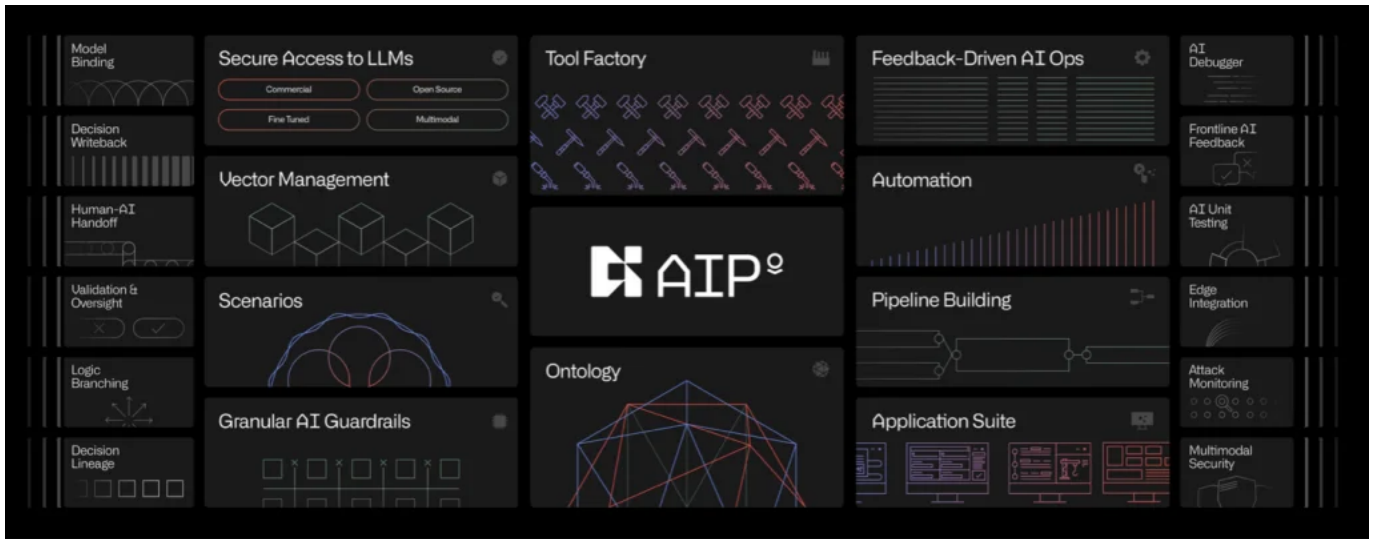 Model
Binding
Decision
Writeback
Human-AI
Handoff
Validation &
Oversight
Logic
Branching
Decision
Lineage
Secure Access to LLMs
Commercial
Open Source
Fine Tuned
Multimodal
Vector Management
Scenarios
Granular AI Guardrails
Tool Factory
AIPº
Ontology
Feedback-Driven AI Ops
Automation
Pipeline Building
Application Suite
AI
Debugger
Frontline AI
Feedback
AI Unit
Testing
Edge
Integration
Attack
Monitoring
Multimodal
Security